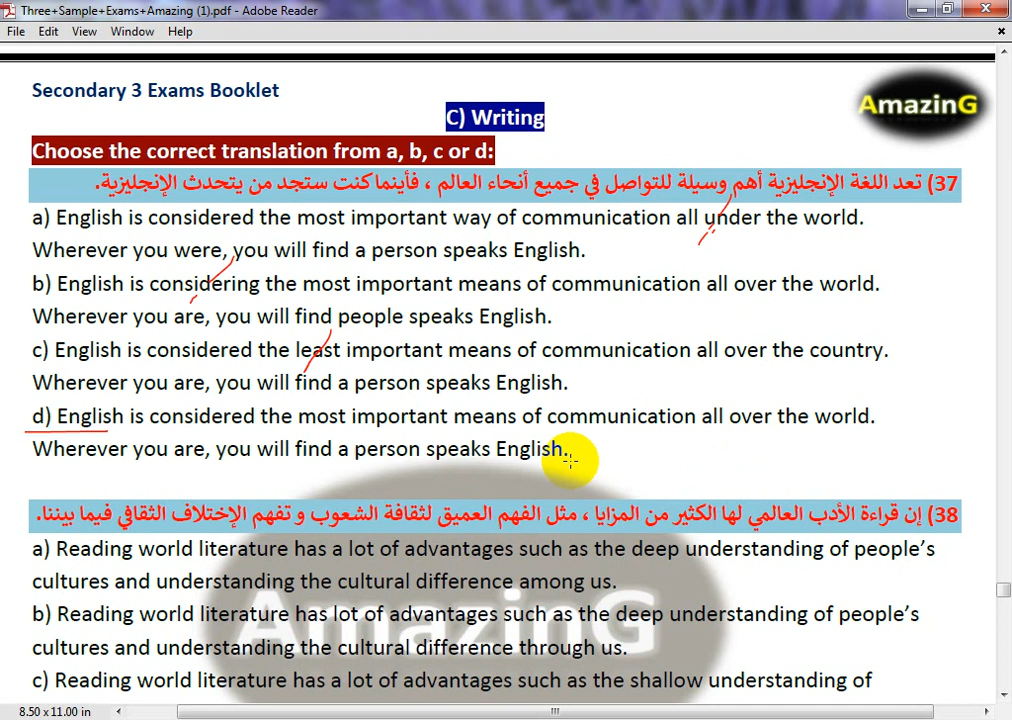 Three+Sample+Exams+Amazing (1).pdf - Adobe Reader
File Edit View Window Help
Secondary 3 Exams Booklet
AmazinG
C) Writing
Choose the correct translation from a, b, c or d:
37) تعد اللغة الإنجليزية أهم وسيلة للتواصل في جميع أنحاء العالم ، فأينما كنت ستجد من يتحدث الإنجليزية.
a) English is considered the most important way of communication all under the world.
Wherever you were, you will find a person speaks English.
b) English is considering the most important means of communication all over the world.
Wherever you are, you will find people speaks English.
c) English is considered the least important means of communication all over the country.
Wherever you are, you will find a person speaks English.
d) English is considered the most important means of communication all over the world.
Wherever you are, you will find a person speaks English.
38) إن قراءة الأدب العالمي لها الكثير من المزايا ، مثل الفهم العميق لثقافة الشعوب و تفهم الإختلاف الثقافي فيما بيننا.
a) Reading world literature has a lot of advantages such as the deep understanding of people's
cultures and understanding the cultural difference among us.
b) Reading world literature has lot of advantages such as the deep understanding of people's
cultures and understanding the cultural difference through us.
AmazinG
c) Reading world literature has a lot of advantages such as the shallow understanding of
8.50 x 11.00 in